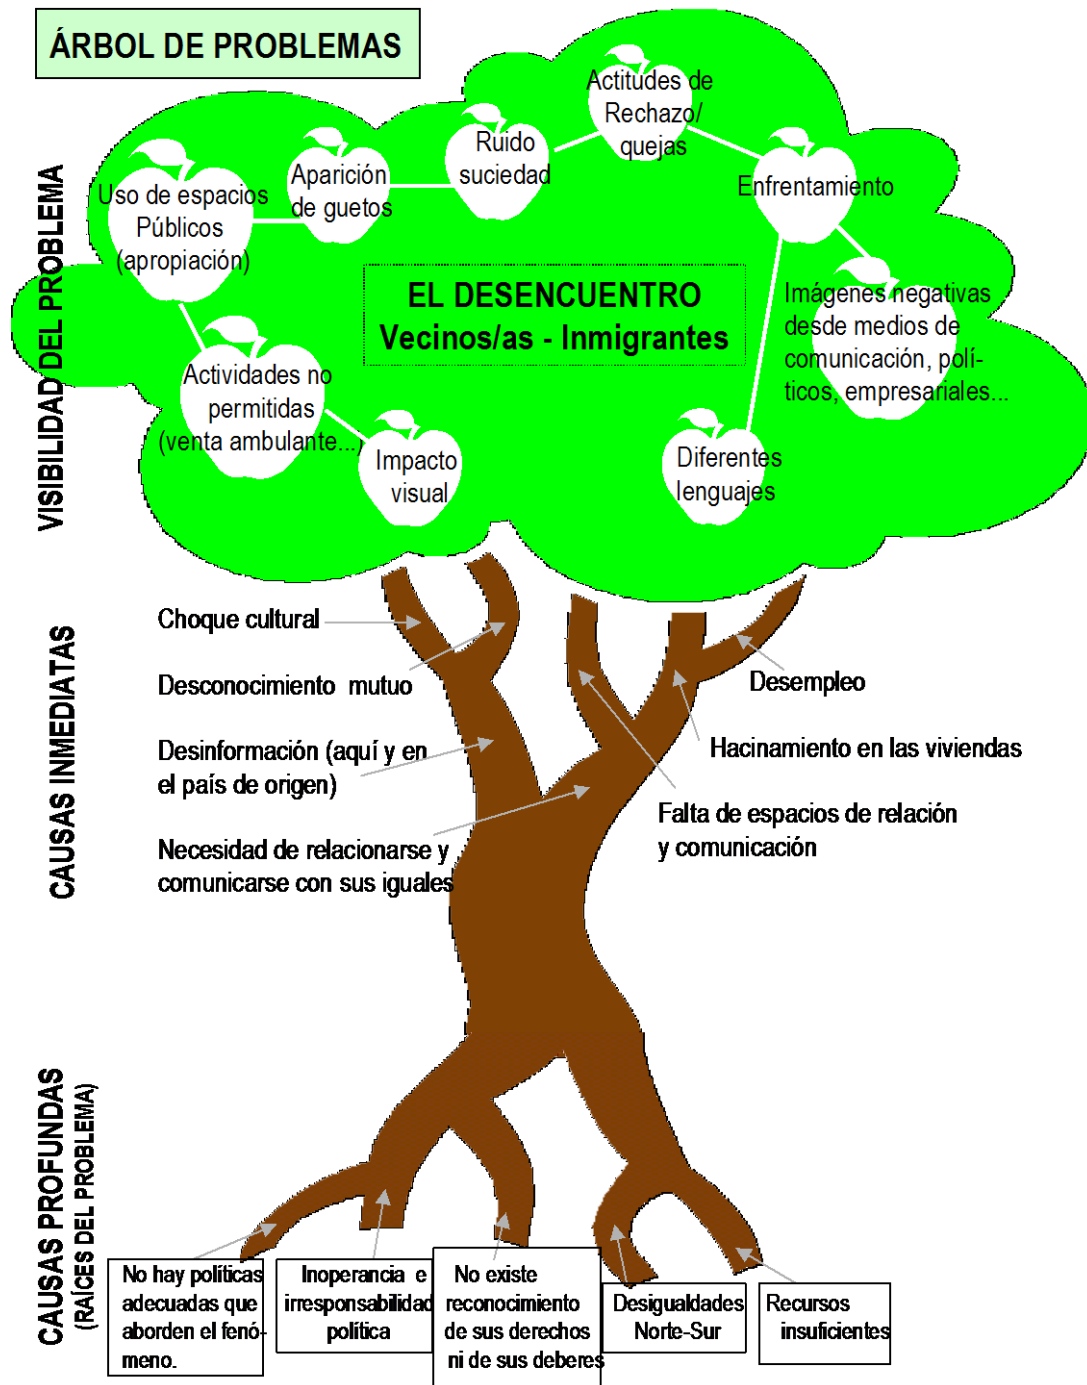 ÁRBOL DE PROBLEMAS
VISIBILIDAD DEL PROBLEMA
Actitudes de
Rechazo/
quejas
Ruido
suciedad
Aparición
de guetos
Uso de espacios
Públicos
(apropiación)
Enfrentamiento
EL DESENCUENTRO
Vecinos/as - Inmigrantes
Imágenes negativas
desde medios de
comunicación, polí-
ticos, empresariales...
Actividades no
permitidas
(venta ambulante...)
Impacto
visual
Diferentes
lenguajes
CAUSAS INMEDIATAS
Choque cultural
Desconocimiento mutuo
Desinformación (aquí y en
el país de origen)
Necesidad de relacionarse y
comunicarse con sus iguales
Desempleo
Hacinamiento en las viviendas
Falta de espacios de relación
y comunicación
CAUSAS PROFUNDAS
(RAÍCES DEL PROBLEMA)
No hay políticas
adecuadas que
aborden el fenó-
meno.
Inoperancia e
irresponsabilidad
política
No existe
reconocimiento
de sus derechos
ni de sus deberes
Desigualdades
Norte-Sur
Recursos
insuficientes